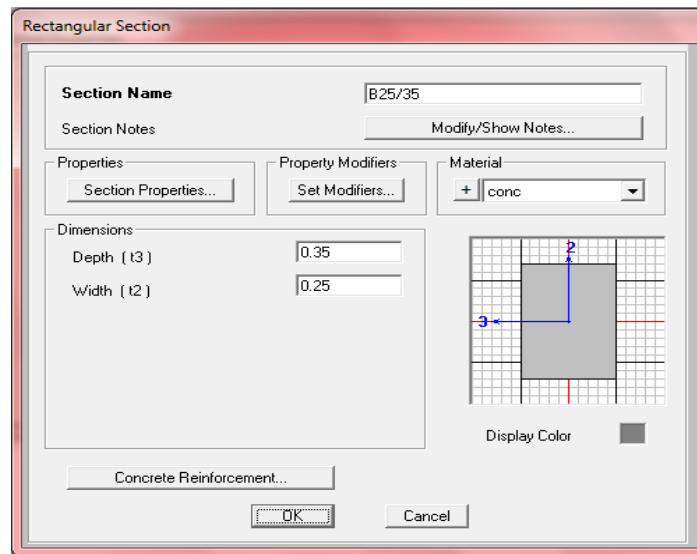 Rectangular Section
Section Name B25/35
Section Notes Modify/Show Notes...
Properties Property Modifiers Material
Section Properties... Set Modifiers... + conc
Dimensions
Depth ( t3 ) 0.35
Width ( t2 ) 0.25
2
3
Display Color
Concrete Reinforcement...
OK Cancel